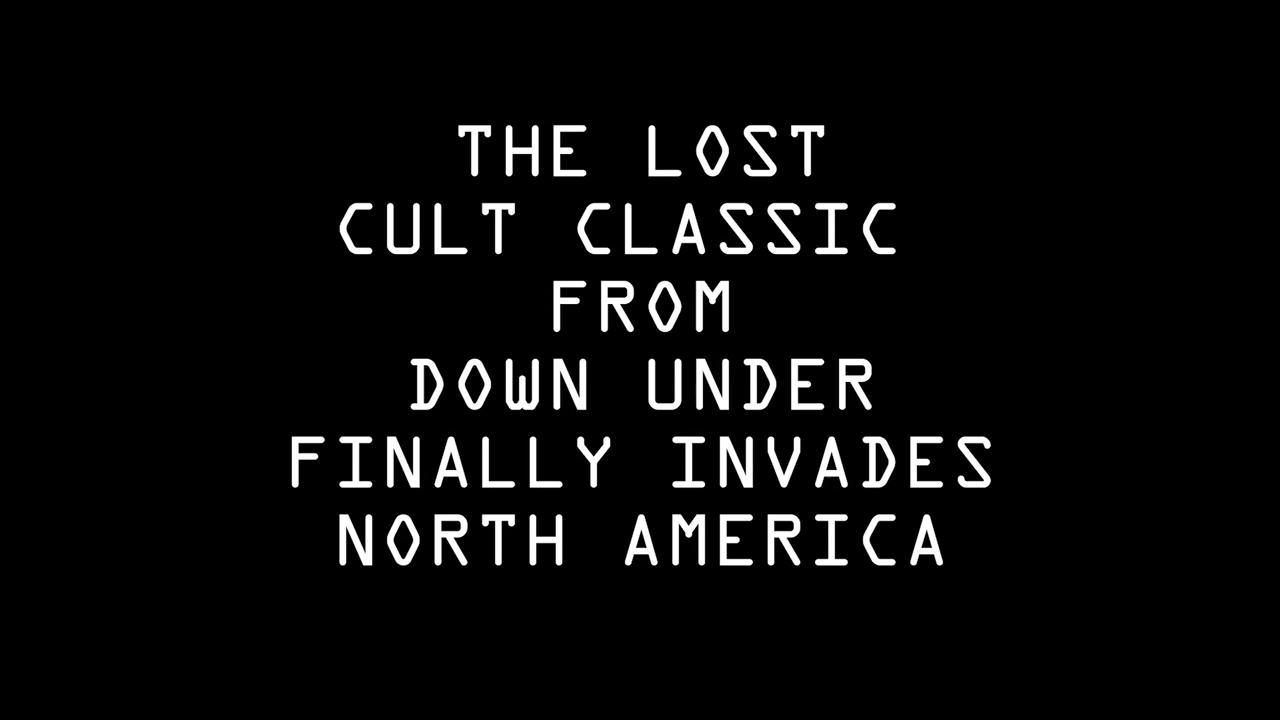 THE LOST
CULT CLASSIC
FROM
DOWN UNDER
FINALLY INVADES
NORTH AMERICA